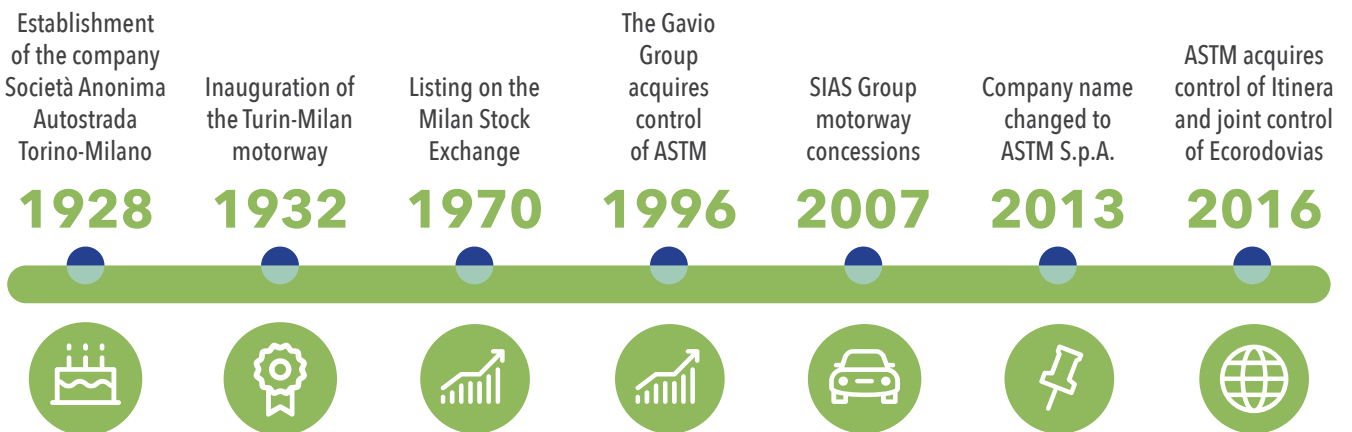 Establishment
of the company
Società Anonima
Autostrada
Torino-Milano
1928
Inauguration of
the Turin-Milan
motorway
1932
Listing on the
Milan Stock
Exchange
1970
The Gavio
Group
acquires
control
of ASTM
1996
SIAS Group
motorway
concessions
2007
Company name
changed to
ASTM S.p.A.
2013
ASTM acquires
control of Itinera
and joint control
of Ecorodovias
2016